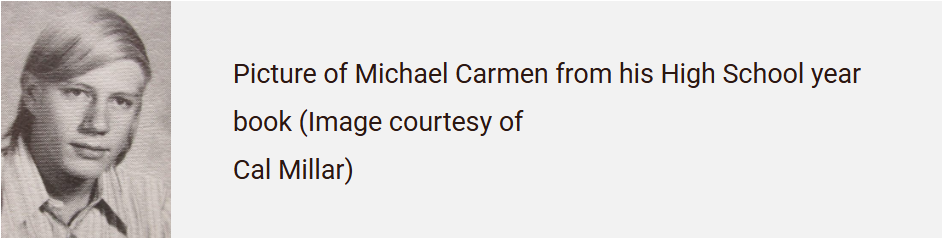 Picture of Michael Carmen from his High School year
book (Image courtesy of
Cal Millar)